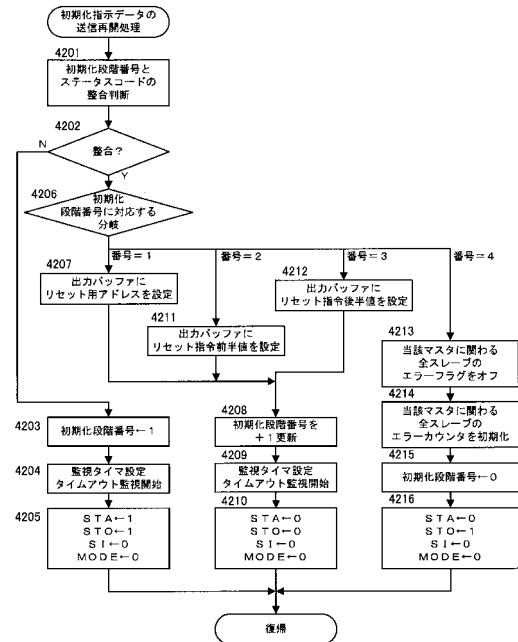 初期化指示データの
送信再開処理
4201
初期化段階番号と
ステータスコードの
整合判断
4202
N
整合?
Y
4206
初期化
段階番号に対応する
分岐
番号=1
番号=2
番号=3
番号=4
4207
出力バッファに
リセット用アドレスを設定
4212
出力バッファに
リセット指令後半値を設定
4211
出力バッファに
リセット指令前半値を設定
4213
当該マスタに関わる
全スレーブの
エラーフラグをオフ
4214
当該マスタに関わる
全スレーブの
エラーカウンタを初期化
4203
初期化段階番号←1
4208
初期化段階番号を
+1更新
4215
初期化段階番号←0
4204
監視タイマ設定
タイムアウト監視開始
4209
監視タイマ設定
タイムアウト監視開始
4205
STA←1
STO←1
SI←0
MODE←0
4210
STA←0
STO←0
SI←0
MODE←0
4216
STA←0
STO←1
SI←0
MODE←0
復帰